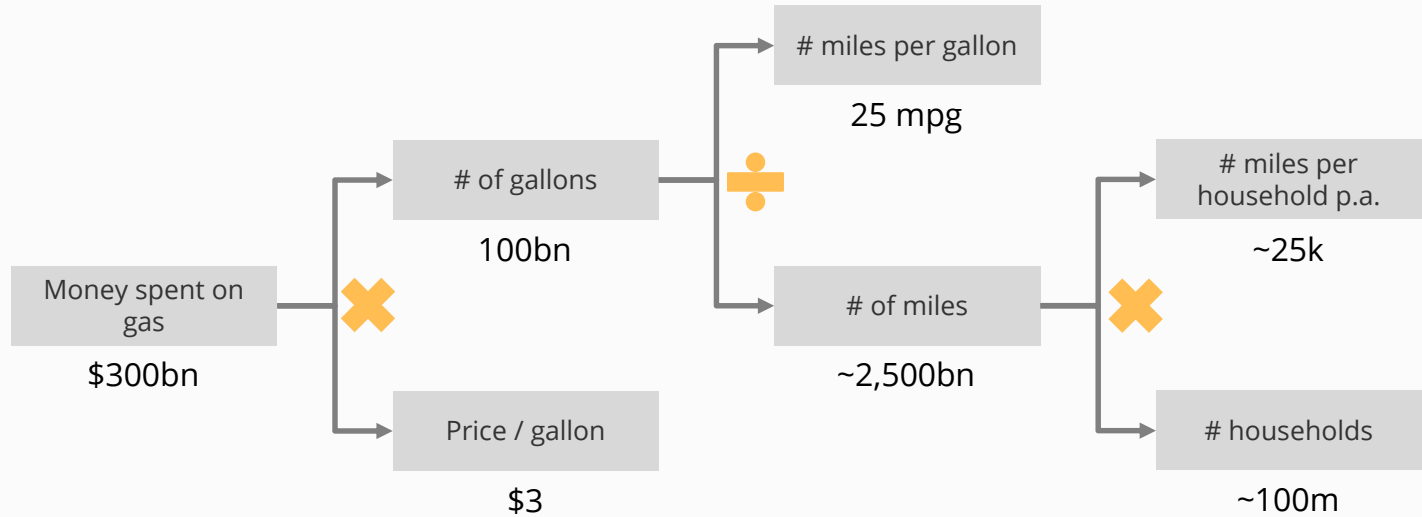 # miles per gallon
25 mpg
# of gallons
100bn
# miles per
household p.a.
~25k
Money spent on
gas
$300bn
# of miles
~2,500bn
Price / gallon
$3
# households
~100m